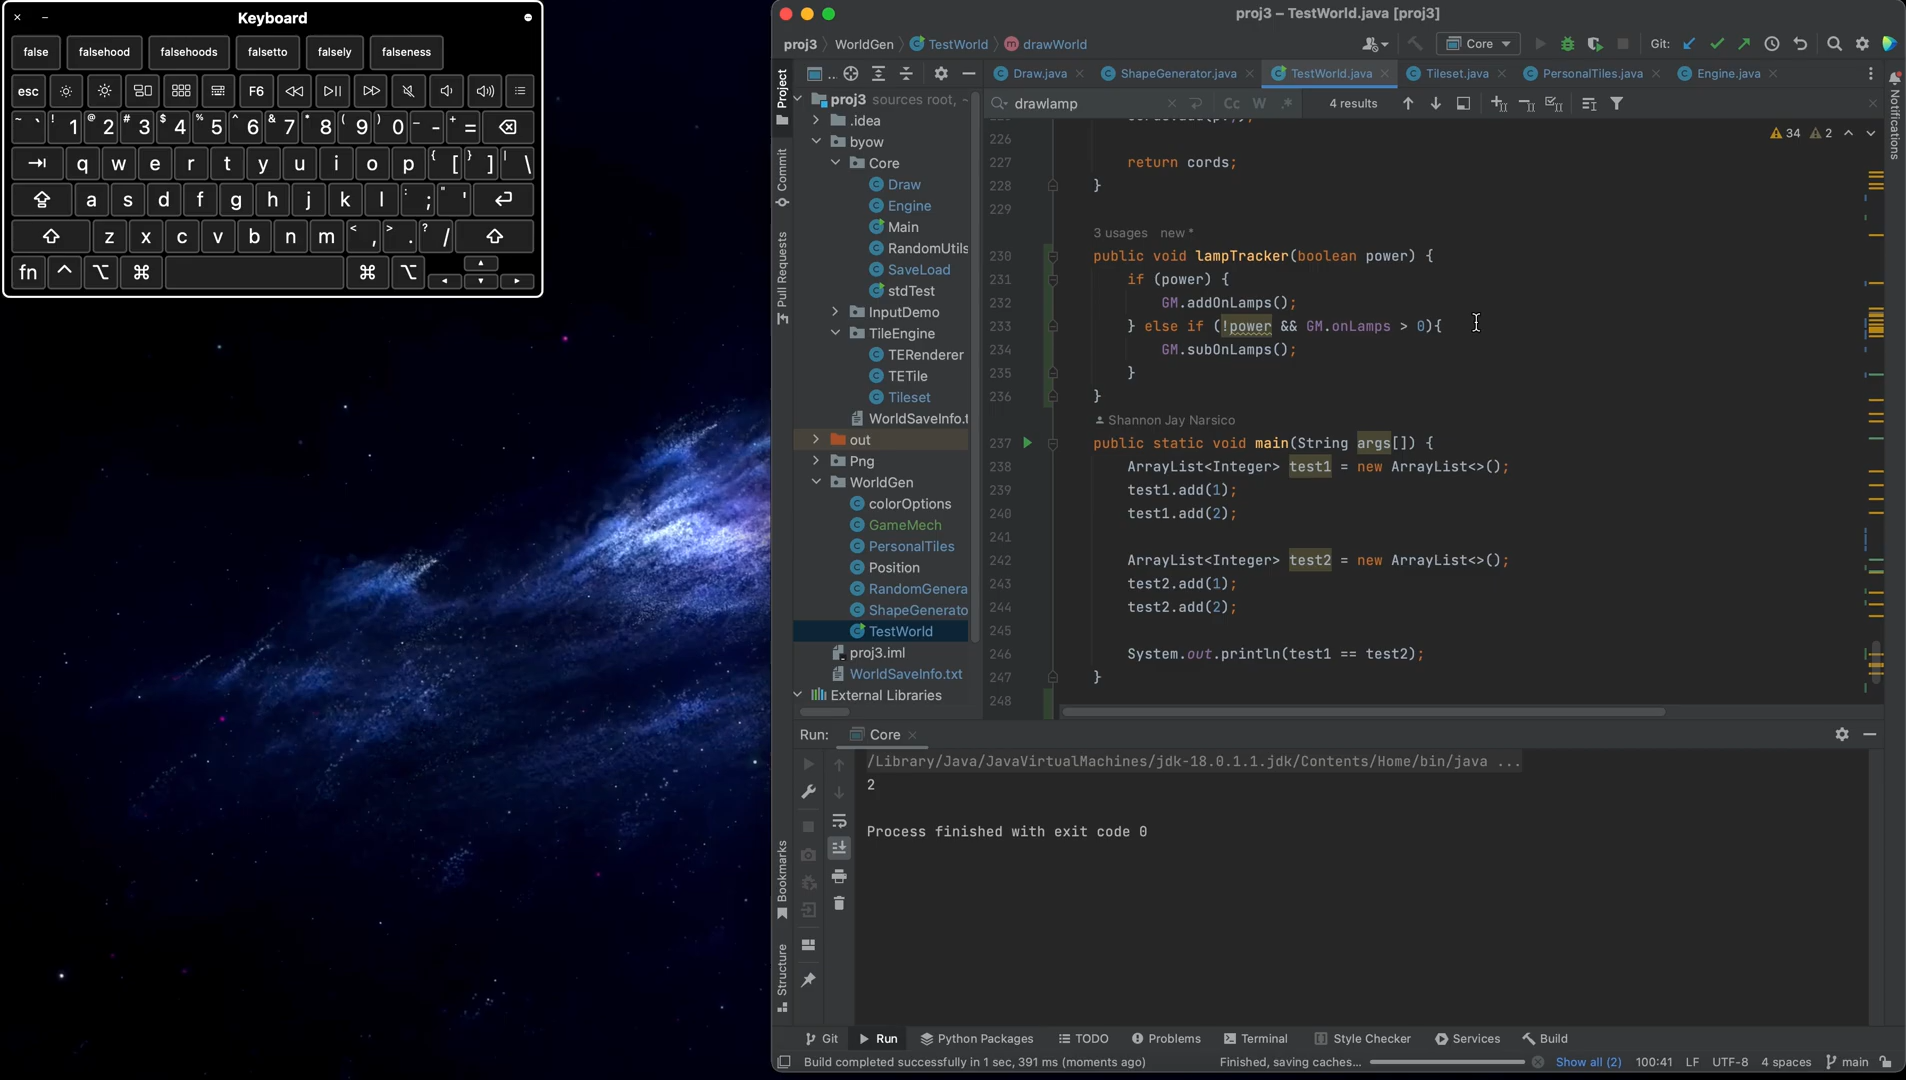 Keyboard
false falsehood falsehoods falsetto falsely falseness
esc F6
~ ` ! 1 @ 2 # 3 $ 4 % 5 ^ 6 & 7 * 8 ( 9 ) 0 _ - + =
q w e r t y u i o p { [ } ] | \
a s d f g h j k l : ; " '
z x c v b n m < , > . ? /
fn
proj3 – TestWorld.java [proj3]
proj3 WorldGen TestWorld drawWorld
Core
Git:
Project
Commit
Pull Requests
Bookmarks
Structure
Notifications
Draw.java ShapeGenerator.java TestWorld.java Tileset.java PersonalTiles.java Engine.java
drawlamp
Cc W .* 4 results
34 2
proj3 sources root, ~
.idea
byow
Core
Draw
Engine
Main
RandomUtils
SaveLoad
stdTest
InputDemo
TileEngine
TERenderer
TETile
Tileset
WorldSaveInfo.t
out
Png
WorldGen
colorOptions
GameMech
PersonalTiles
Position
RandomGenera
ShapeGenerato
TestWorld
proj3.iml
WorldSaveInfo.txt
External Libraries
226
227 return cords;
228 }
229
3 usages new *
230 public void lampTracker(boolean power) {
231 if (power) {
232 GM.addOnLamps();
233 } else if (!power && GM.onLamps > 0){
234 GM.subOnLamps();
235 }
236 }
Shannon Jay Narsico
237 public static void main(String args[]) {
238 ArrayList<Integer> test1 = new ArrayList<>();
239 test1.add(1);
240 test1.add(2);
241
242 ArrayList<Integer> test2 = new ArrayList<>();
243 test2.add(1);
244 test2.add(2);
245
246 System.out.println(test1 == test2);
247 }
248
Run: Core
/Library/Java/JavaVirtualMachines/jdk-18.0.1.1.jdk/Contents/Home/bin/java ...
2
Process finished with exit code 0
Git Run Python Packages TODO Problems Terminal Style Checker Services Build
Build completed successfully in 1 sec, 391 ms (moments ago) Finished, saving caches... Show all (2) 100:41 LF UTF-8 4 spaces main